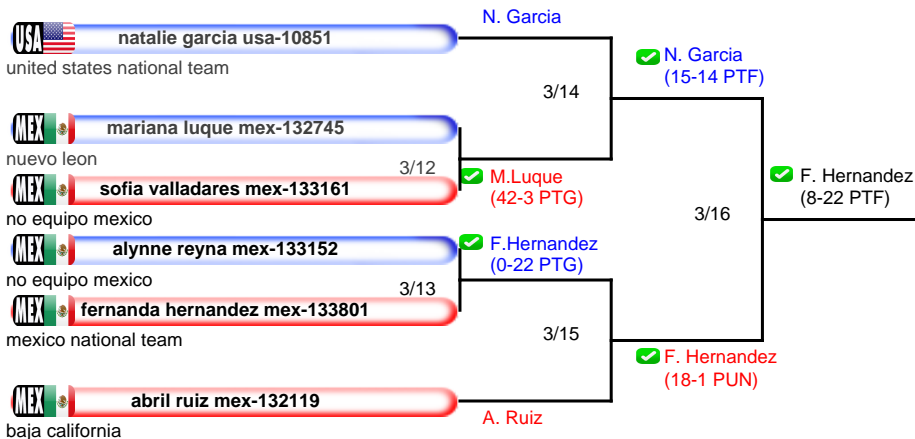 N. Garcia
USA natalie garcia usa-10851
united states national team
N. Garcia
(15-14 PTF)
3/14
MEX mariana luque mex-132745
nuevo leon
3/12
M.Luque
(42-3 PTG)
MEX sofia valladares mex-133161
no equipo mexico
F. Hernandez
(8-22 PTF)
3/16
MEX alynne reyna mex-133152
no equipo mexico
F.Hernandez
(0-22 PTG)
3/13
MEX fernanda hernandez mex-133801
mexico national team
3/15
F. Hernandez
(18-1 PUN)
MEX abril ruiz mex-132119
baja california
A. Ruiz